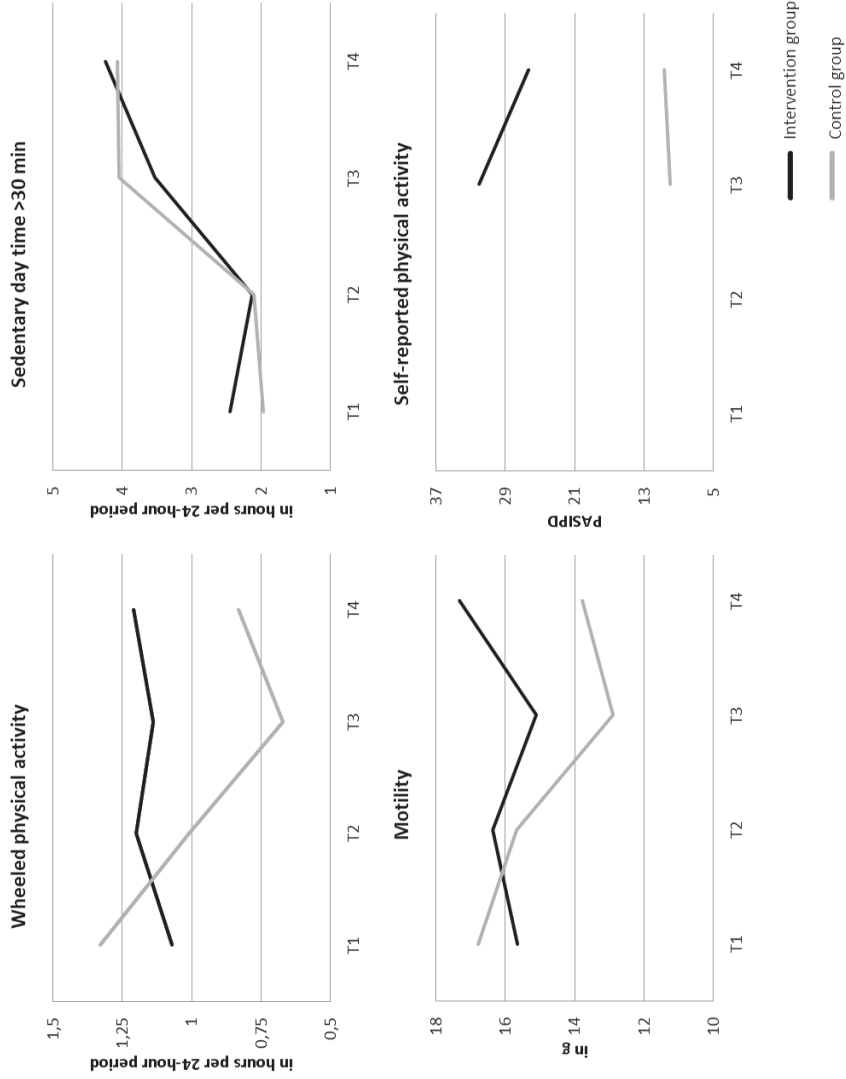 Wheeled physical activity
in hours per 24-hour period
1,5
1,25
1
0,75
0,5
T1
T2
T3
T4
Sedentary day time >30 min
in hours per 24-hour period
5
4
3
2
1
T1
T2
T3
T4
Motility
in g
18
16
14
12
10
T1
T2
T3
T4
Self-reported physical activity
PASIPD
37
29
21
13
5
T1
T2
T3
T4
Intervention group
Control group